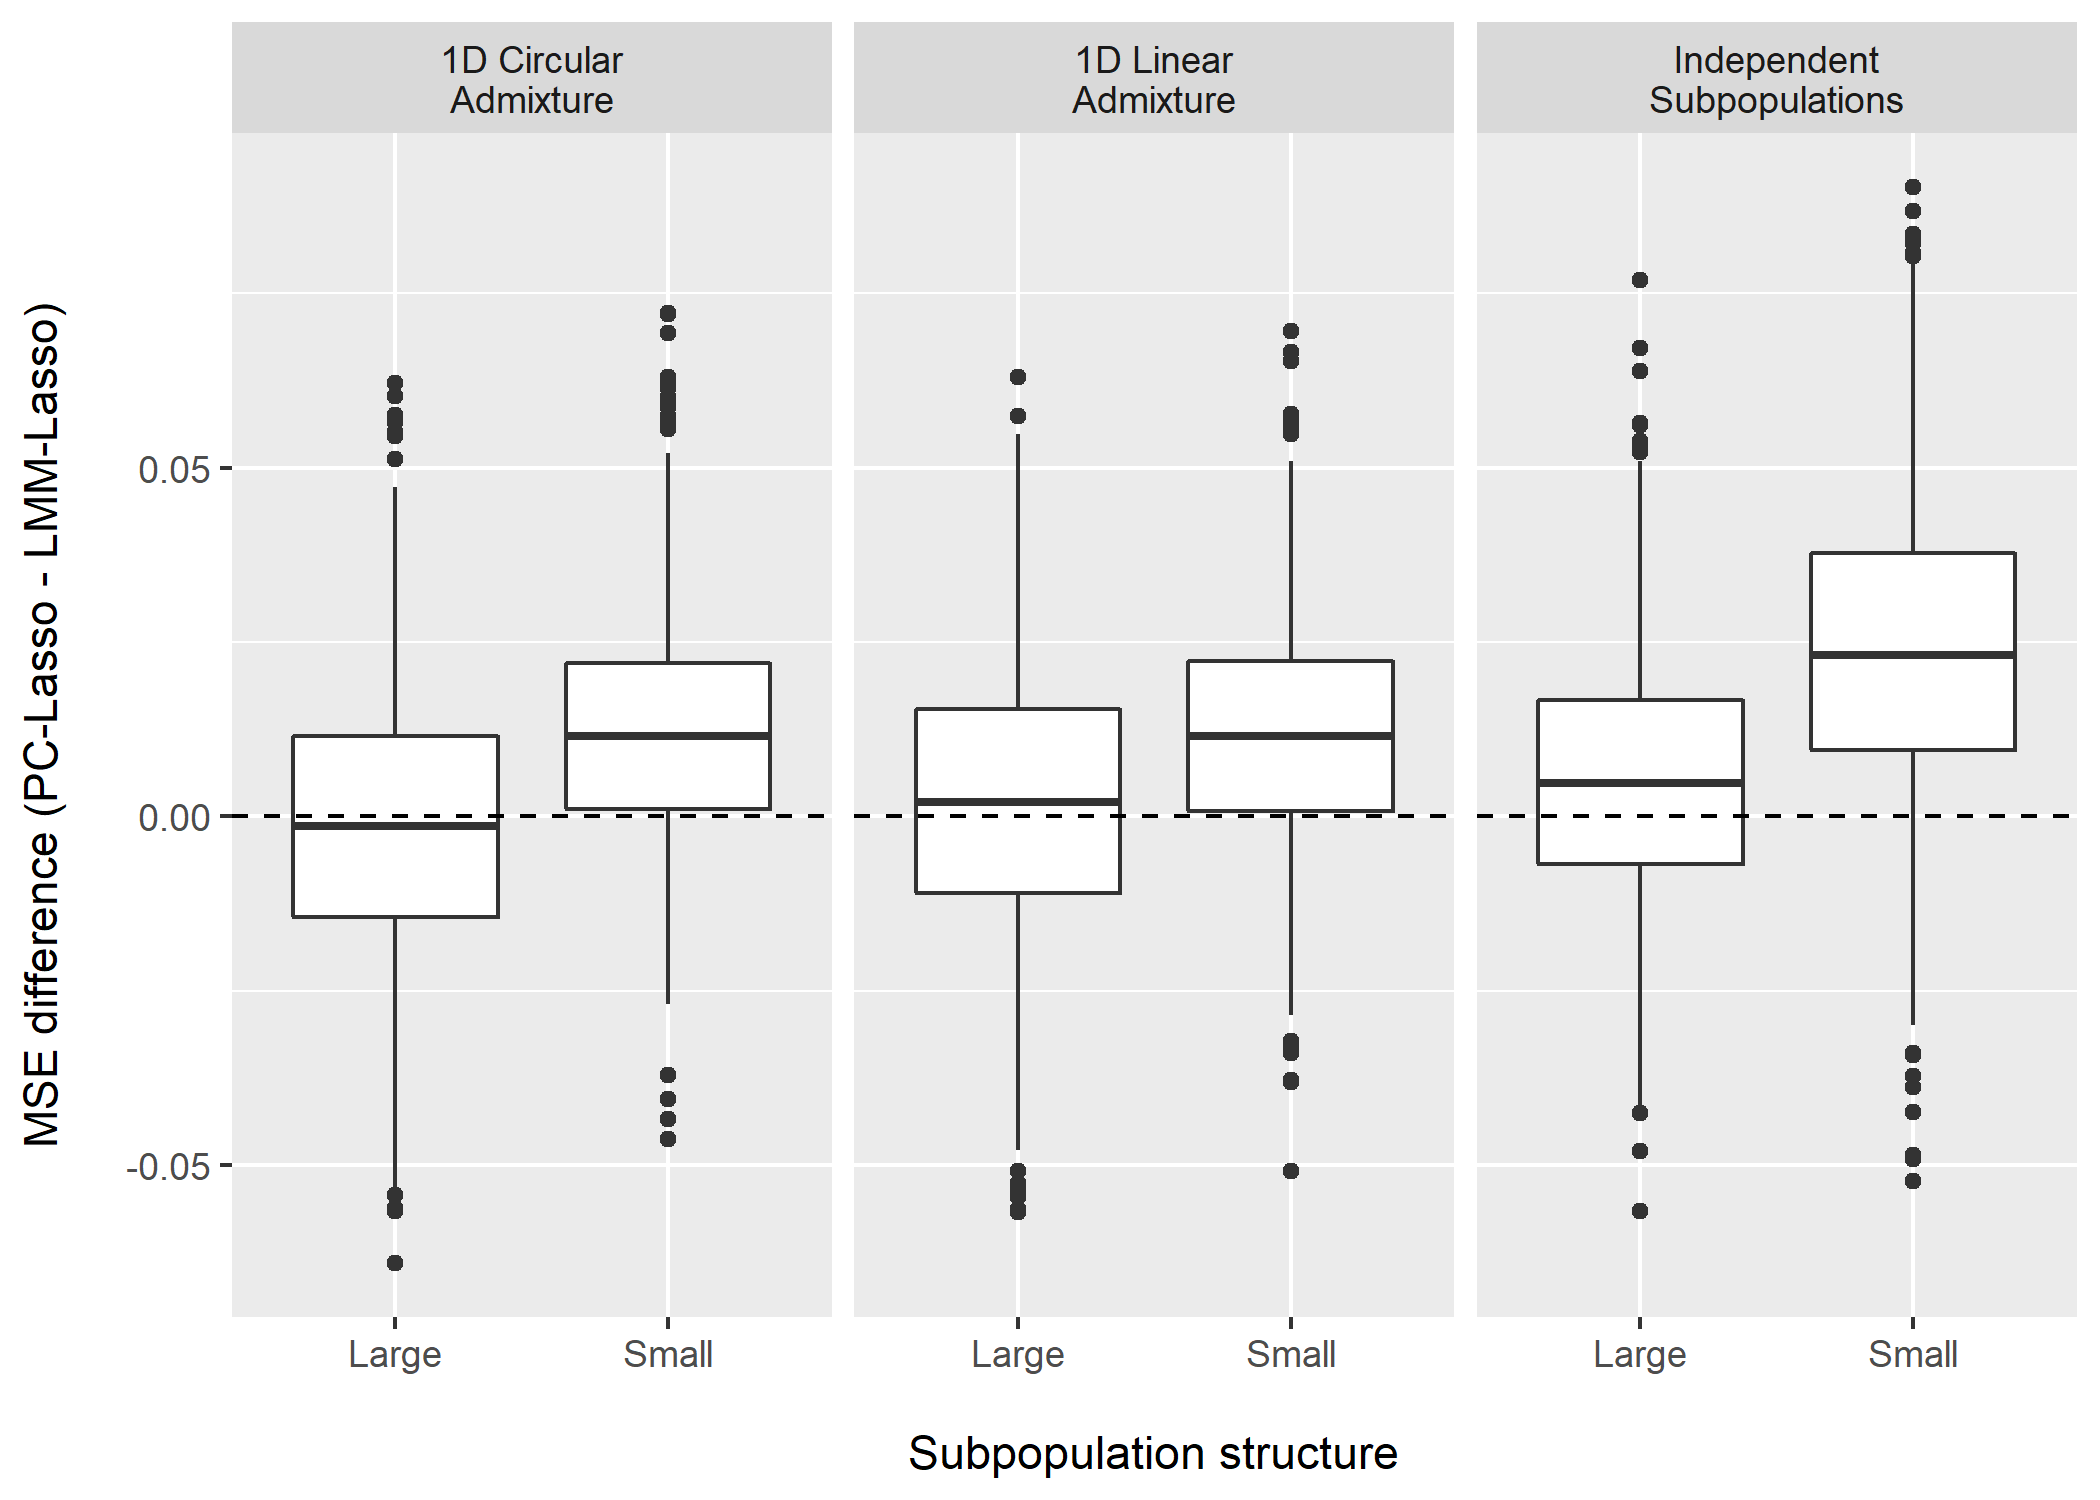 1D Circular
Admixture
1D Linear
Admixture
Independent
Subpopulations
MSE difference (PC-Lasso - LMM-Lasso)
0.05
0.00
-0.05
Large
Small
Large
Small
Large
Small
Subpopulation structure